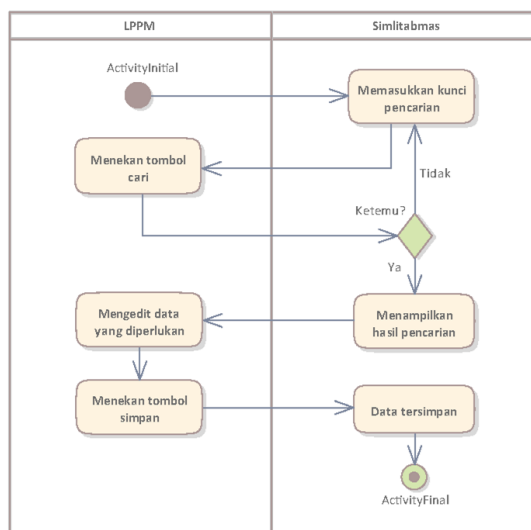 LPPM
Simlitabmas
ActivityInitial
Memasukkan kunci
pencarian
Menekan tombol
cari
Tidak
Ketemu?
Ya
Mengedit data
yang diperlukan
Menampilkan
hasil pencarian
Menekan tombol
simpan
Data tersimpan
ActivityFinal